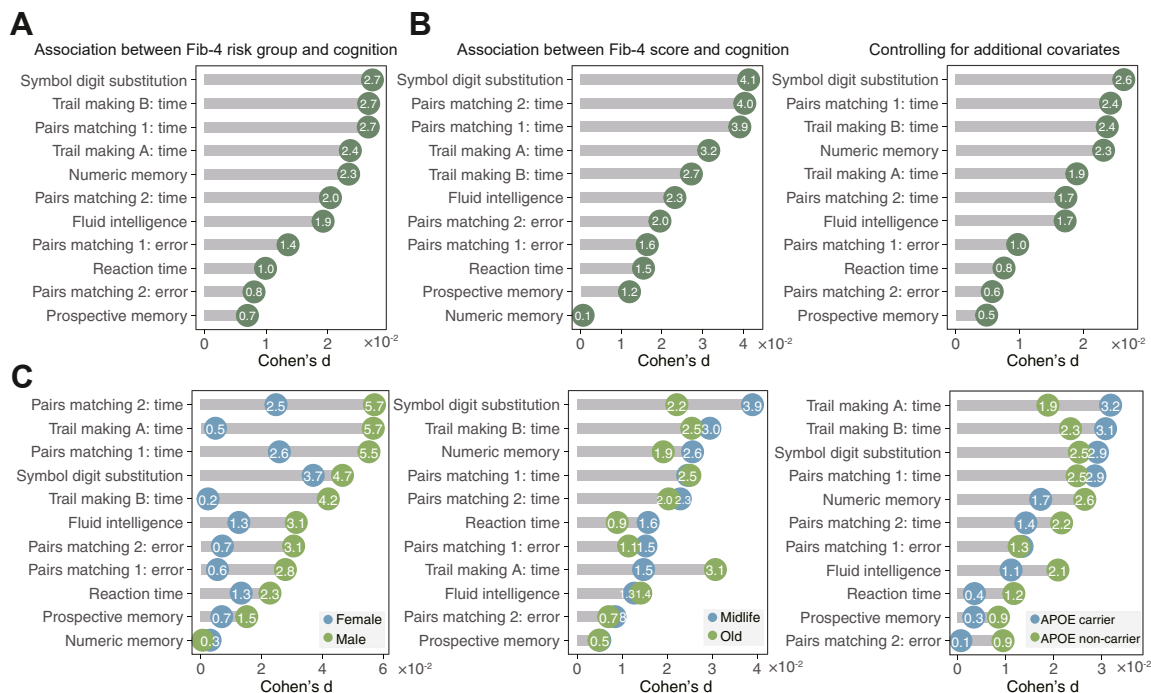 A
Association between Fib-4 risk group and cognition
Symbol digit substitution 2.7
Trail making B: time 2.7
Pairs matching 1: time 2.7
Trail making A: time 2.4
Numeric memory 2.3
Pairs matching 2: time 2.0
Fluid intelligence 1.9
Pairs matching 1: error 1.4
Reaction time 1.0
Pairs matching 2: error 0.8
Prospective memory 0.7
0 1 2 ×10-2
Cohen's d
B
Association between Fib-4 score and cognition
Symbol digit substitution 4.1
Pairs matching 2: time 4.0
Pairs matching 1: time 3.9
Trail making A: time 3.2
Trail making B: time 2.7
Fluid intelligence 2.3
Pairs matching 2: error 2.0
Pairs matching 1: error 1.6
Reaction time 1.5
Prospective memory 1.2
Numeric memory 0.1
0 1 2 3 4 ×10-2
Cohen's d
Controlling for additional covariates
Symbol digit substitution 2.6
Pairs matching 1: time 2.4
Trail making B: time 2.4
Numeric memory 2.3
Trail making A: time 1.9
Pairs matching 2: time 1.7
Fluid intelligence 1.7
Pairs matching 1: error 1.0
Reaction time 0.8
Pairs matching 2: error 0.6
Prospective memory 0.5
0 1 2 ×10-2
Cohen's d
C
Pairs matching 2: time 2.5 5.7
Trail making A: time 0.5 5.7
Pairs matching 1: time 2.6 5.5
Symbol digit substitution 3.7 4.7
Trail making B: time 0.2 4.2
Fluid intelligence 1.3 3.1
Pairs matching 2: error 0.7 3.1
Pairs matching 1: error 0.6 2.8
Reaction time 1.3 2.3
Prospective memory 0.7 1.5
Numeric memory 0.3
Female
Male
0 2 4 6 ×10-2
Cohen's d
Symbol digit substitution 2.2 3.9
Trail making B: time 2.5 3.0
Numeric memory 1.9 2.6
Pairs matching 1: time 2.5
Pairs matching 2: time 2.0 2.3
Reaction time 0.9 1.6
Pairs matching 1: error 1.1 1.5
Trail making A: time 1.5 3.1
Fluid intelligence 1.3 1.4
Pairs matching 2: error 0.7 8
Prospective memory 0.5
Midlife
Old
0 1 2 3 4 ×10-2
Cohen's d
Trail making A: time 1.9 3.2
Trail making B: time 2.3 3.1
Symbol digit substitution 2.5 2.9
Pairs matching 1: time 2.5 2.9
Numeric memory 1.7 2.6
Pairs matching 2: time 1.4 2.2
Pairs matching 1: error 1.3
Fluid intelligence 1.1 2.1
Reaction time 0.4 1.2
Prospective memory 0.3 0.9
Pairs matching 2: error 0.1 0.9
APOE carrier
APOE non-carrier
0 1 2 3 ×10-2
Cohen's d